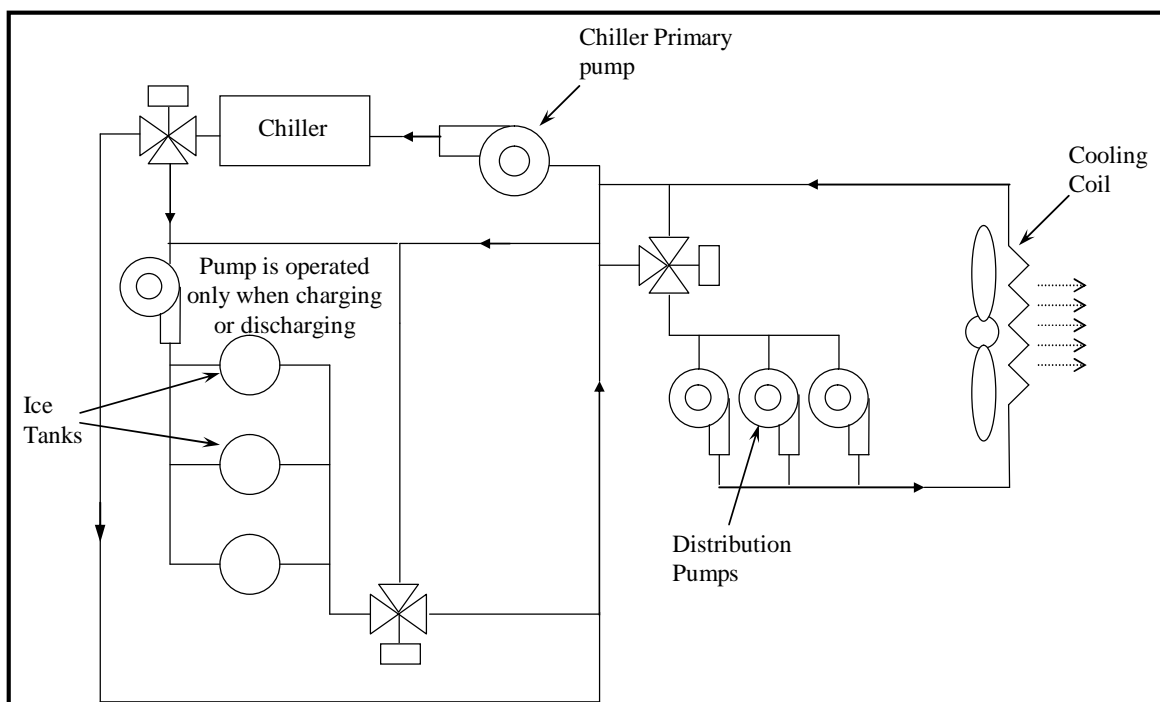 Chiller Primary
pump
Chiller
Cooling
Coil
Pump is operated
only when charging
or discharging
Ice
Tanks
Distribution
Pumps